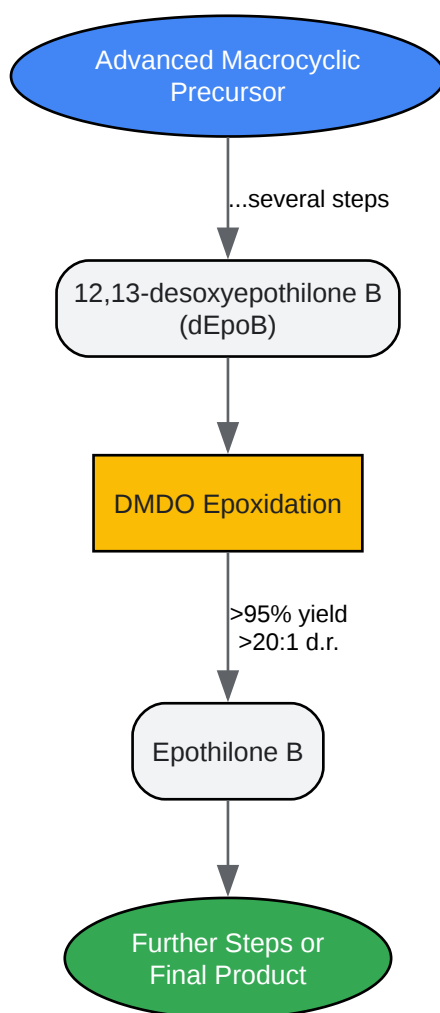 Advanced Macrocyclic
Precursor
...several steps
12,13-desoxyepothilone B
(dEpoB)
DMDO Epoxidation
>95% yield
>20:1 d.r.
Epothilone B
Further Steps or
Final Product